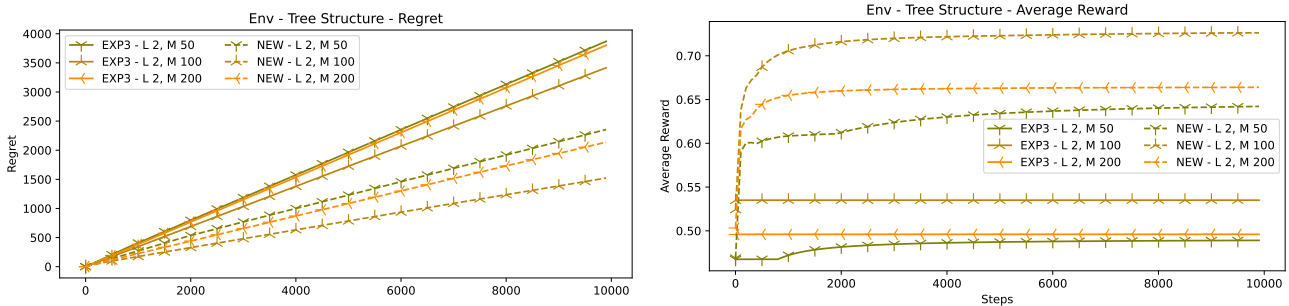 Env - Tree Structure - Regret
4000
3500
3000
2500
2000
1500
1000
500
0
Regret
EXP3 - L 2, M 50
EXP3 - L 2, M 100
EXP3 - L 2, M 200
NEW - L 2, M 50
NEW - L 2, M 100
NEW - L 2, M 200
0 2000 4000 6000 8000 10000
Env - Tree Structure - Average Reward
0.70
0.65
0.60
0.55
0.50
Average Reward
EXP3 - L 2, M 50
EXP3 - L 2, M 100
EXP3 - L 2, M 200
NEW - L 2, M 50
NEW - L 2, M 100
NEW - L 2, M 200
0 2000 4000 6000 8000 10000
Steps